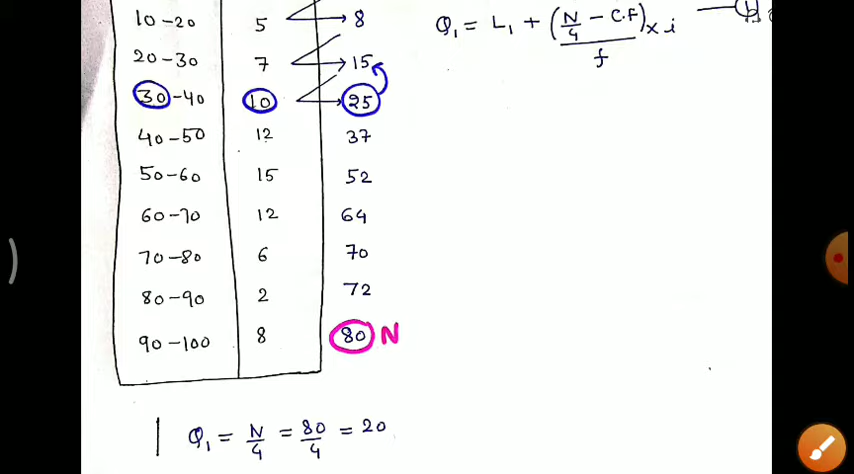 10-20 5 8
Q₁ = L₁ + (N/4 - C.F)/f × i
20-30 7 15
30-40 10 25
40-50 12 37
50-60 15 52
60-70 12 64
70-80 6 70
80-90 2 72
90-100 8 80 N
Q₁ = N/4 = 80/4 = 20